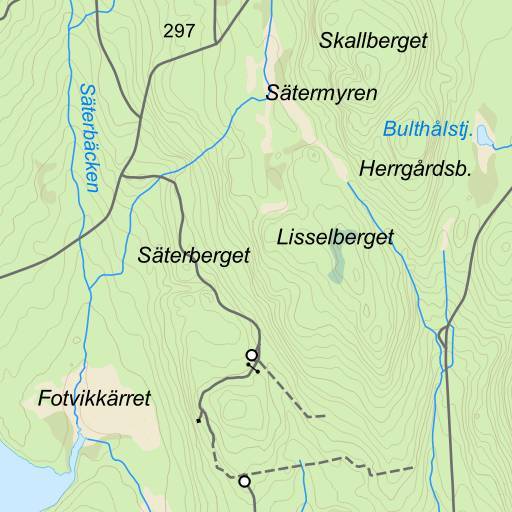 297
Skallberget
Sätermyren
Säterbäcken
Bulthålstj.
Herrgårdsb.
Lisselberget
Säterberget
Fotvikkärret